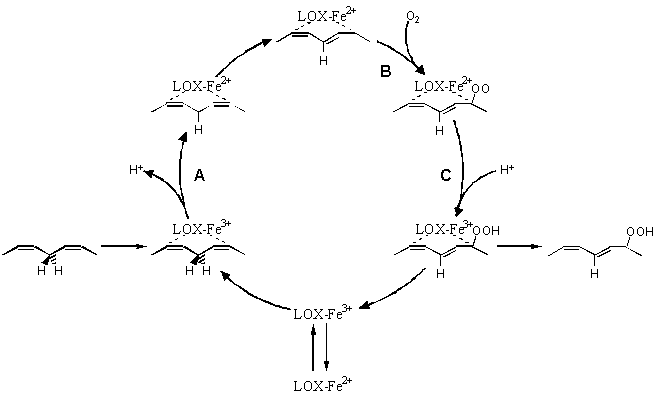 LOX-Fe2+
O2
B
LOX-Fe2+
LOX-Fe2+
OO
H
H
H
H+
A
C
H+
LOX-Fe3+
LOX-Fe3+
OOH
OOH
H H
H H
H
H
LOX-Fe3+
LOX-Fe2+